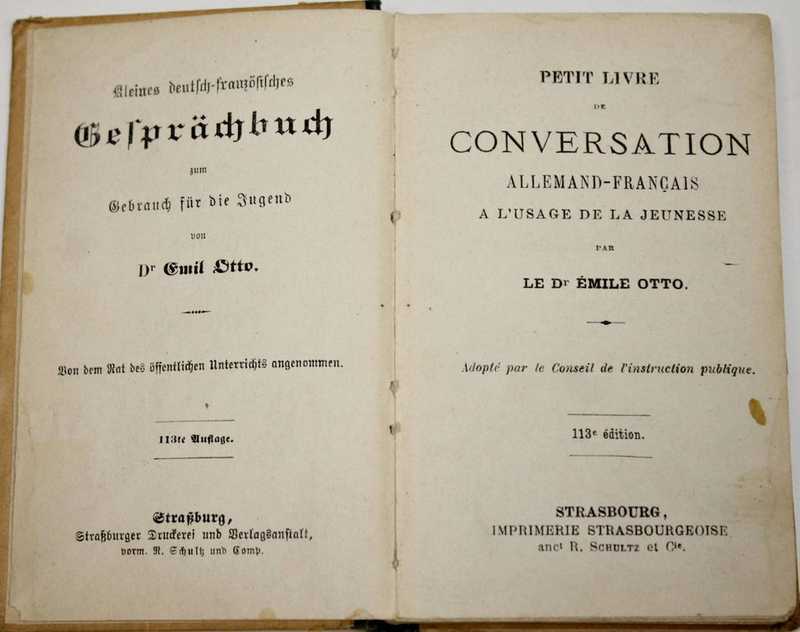 Kleines deutſch-franzöſiſches
Geſprächbuch
zum
Gebrauch für die Jugend
von
Dr Emil Otto.
Von dem Rat des öffentlichen Unterrichts angenommen.
113te Auflage.
Straßburg,
Straßburger Druckerei und Verlagsanſtalt,
vorm. R. Schultz und Comp.
PETIT LIVRE
DE
CONVERSATION
ALLEMAND-FRANÇAIS
A L'USAGE DE LA JEUNESSE
PAR
LE Dr ÉMILE OTTO.
Adopté par le Conseil de l'instruction publique.
113e édition.
STRASBOURG,
IMPRIMERIE STRASBOURGEOISE
anct R. SCHULTZ et Cie.